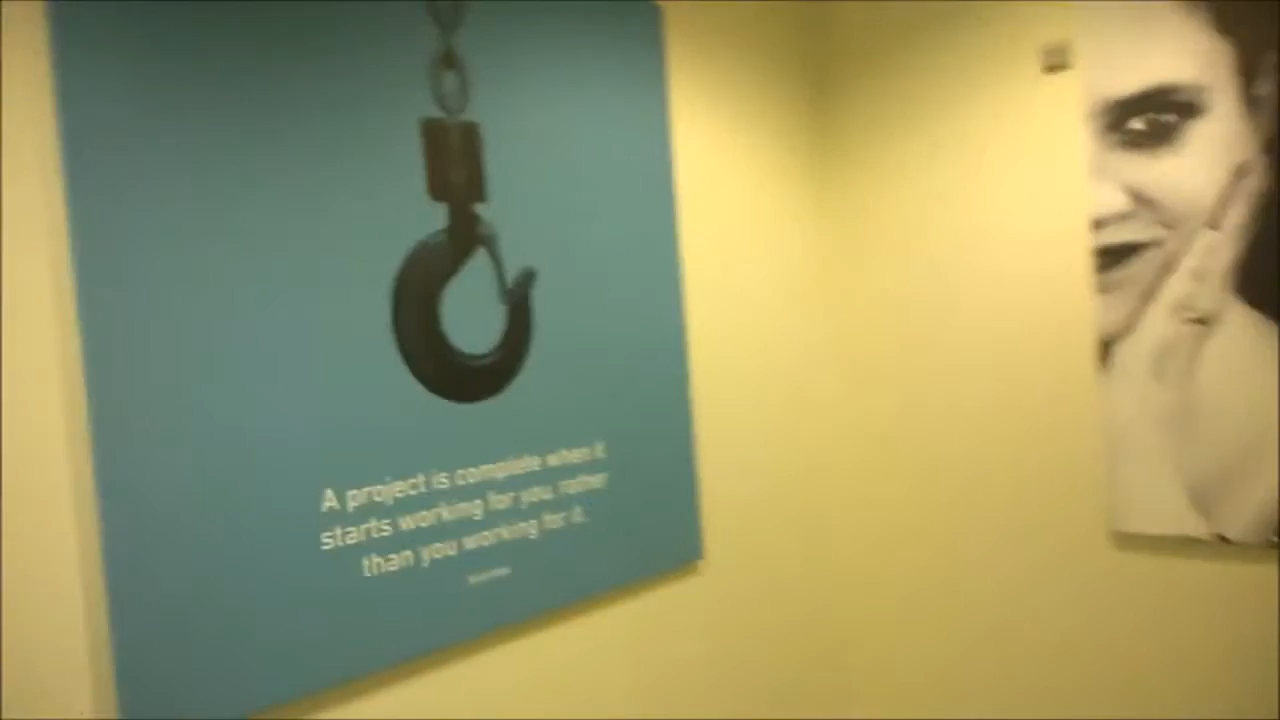 A project is complete when it
starts working for you, rather
than you working for it.